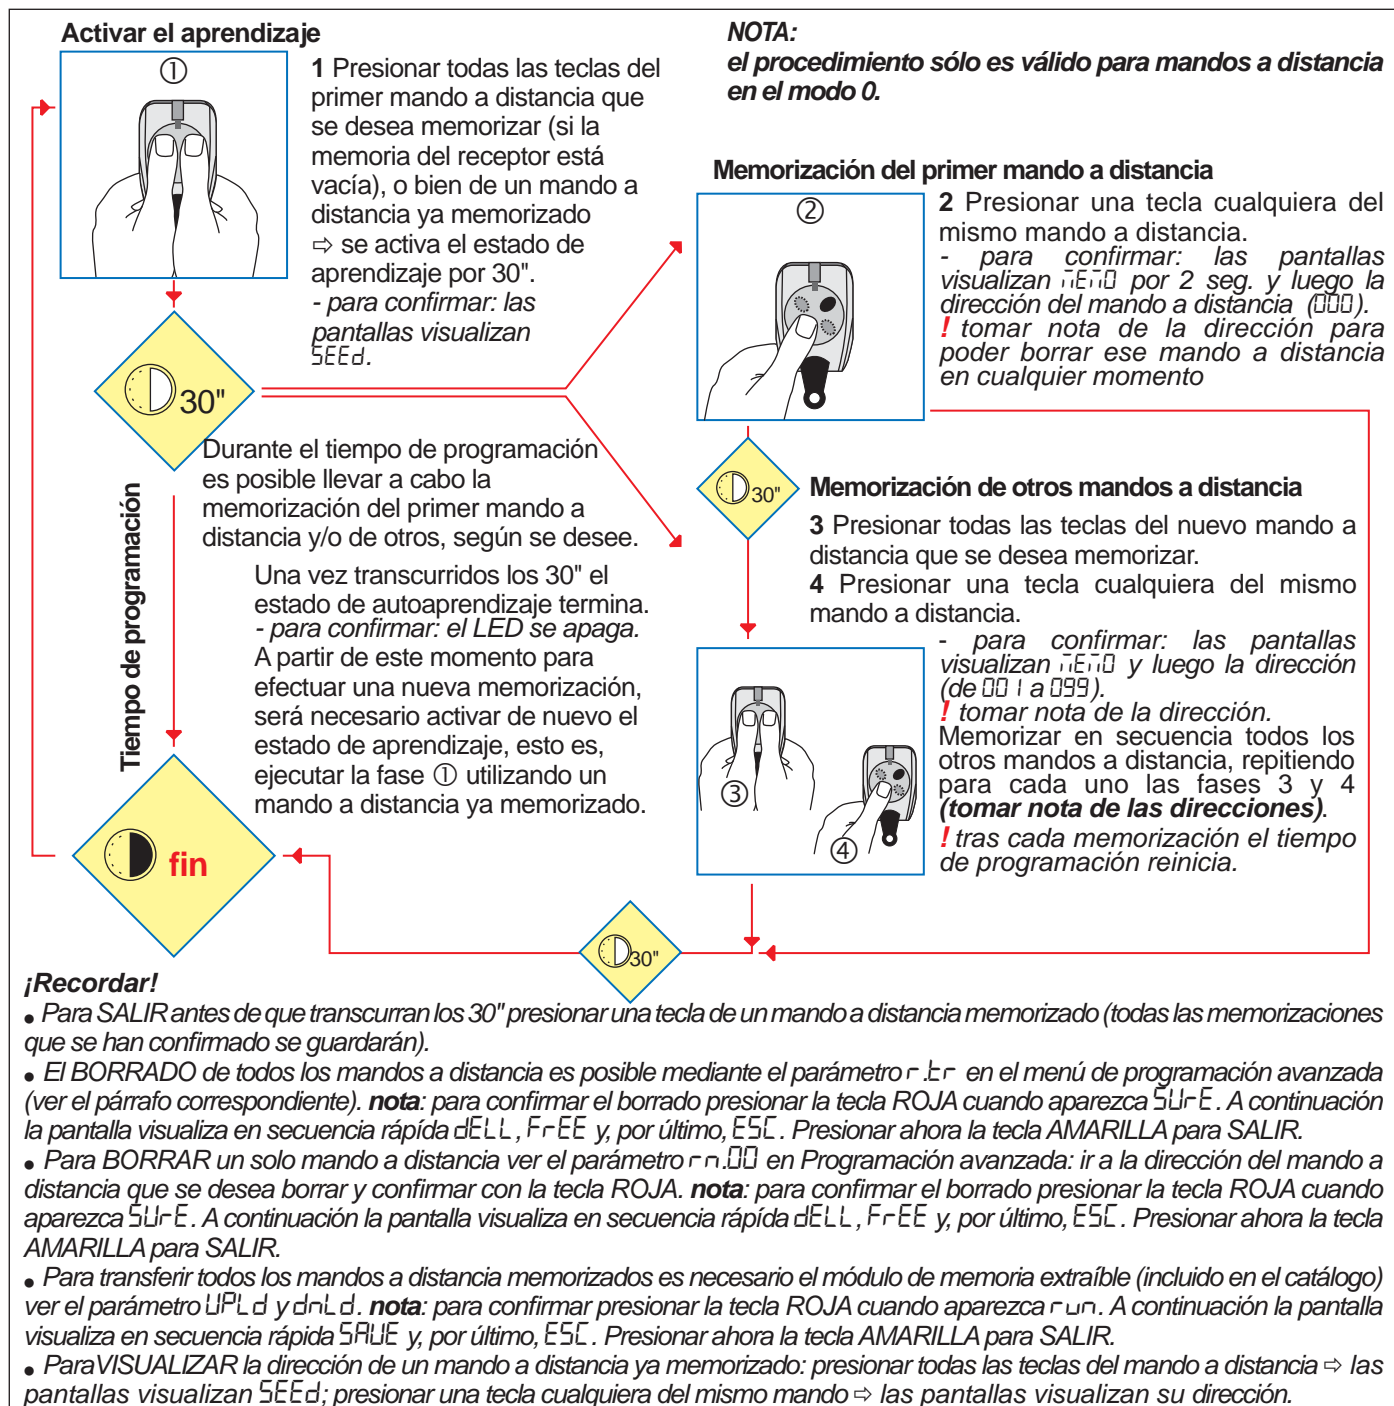 Activar el aprendizaje
①
1 Presionar todas las teclas del
primer mando a distancia que
se desea memorizar (si la
memoria del receptor está
vacía), o bien de un mando a
distancia ya memorizado
⇨ se activa el estado de
aprendizaje por 30".
- para confirmar: las
pantallas visualizan
SEEd.
NOTA:
el procedimiento sólo es válido para mandos a distancia
en el modo 0.
Memorización del primer mando a distancia
②
2 Presionar una tecla cualquiera del
mismo mando a distancia.
- para confirmar: las pantallas
visualizan MEMO por 2 seg. y luego la
dirección del mando a distancia (000).
! tomar nota de la dirección para
poder borrar ese mando a distancia
en cualquier momento
30"
Durante el tiempo de programación
es posible llevar a cabo la
memorización del primer mando a
distancia y/o de otros, según se desee.
Tiempo de programación
Una vez transcurridos los 30" el
estado de autoaprendizaje termina.
- para confirmar: el LED se apaga.
A partir de este momento para
efectuar una nueva memorización,
será necesario activar de nuevo el
estado de aprendizaje, esto es,
ejecutar la fase ① utilizando un
mando a distancia ya memorizado.
fin
30"
Memorización de otros mandos a distancia
3 Presionar todas las teclas del nuevo mando a
distancia que se desea memorizar.
4 Presionar una tecla cualquiera del mismo
mando a distancia.
③
④
- para confirmar: las pantallas
visualizan MEMO y luego la dirección
(de 001 a 099).
! tomar nota de la dirección.
Memorizar en secuencia todos los
otros mandos a distancia, repitiendo
para cada uno las fases 3 y 4
(tomar nota de las direcciones).
! tras cada memorización el tiempo
de programación reinicia.
30"
¡Recordar!
• Para SALIR antes de que transcurran los 30" presionar una tecla de un mando a distancia memorizado (todas las memorizaciones
que se han confirmado se guardarán).
• El BORRADO de todos los mandos a distancia es posible mediante el parámetro r.tr en el menú de programación avanzada
(ver el párrafo correspondiente). nota: para confirmar el borrado presionar la tecla ROJA cuando aparezca SUrE. A continuación
la pantalla visualiza en secuencia rápída dELL, FrEE y, por último, ESC. Presionar ahora la tecla AMARILLA para SALIR.
• Para BORRAR un solo mando a distancia ver el parámetro rn.00 en Programación avanzada: ir a la dirección del mando a
distancia que se desea borrar y confirmar con la tecla ROJA. nota: para confirmar el borrado presionar la tecla ROJA cuando
aparezca SUrE. A continuación la pantalla visualiza en secuencia rápída dELL, FrEE y, por último, ESC. Presionar ahora la tecla
AMARILLA para SALIR.
• Para transferir todos los mandos a distancia memorizados es necesario el módulo de memoria extraíble (incluido en el catálogo)
ver el parámetro UPLd y dnLd. nota: para confirmar presionar la tecla ROJA cuando aparezca run. A continuación la pantalla
visualiza en secuencia rápida SAUE y, por último, ESC. Presionar ahora la tecla AMARILLA para SALIR.
• ParaVISUALIZAR la dirección de un mando a distancia ya memorizado: presionar todas las teclas del mando a distancia ⇨ las
pantallas visualizan SEEd; presionar una tecla cualquiera del mismo mando ⇨ las pantallas visualizan su dirección.